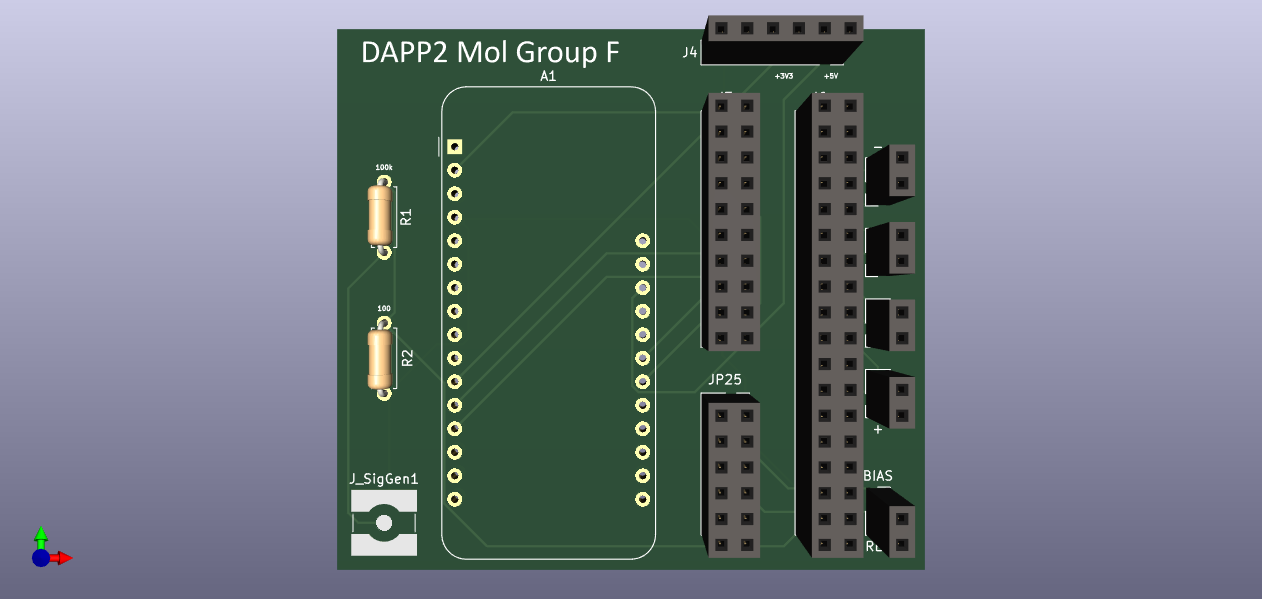 DAPP2 Mol Group F
J4
A1
+3V3
+5V
100k
R1
100
R2
JP25
+
J_SigGen1
BIAS